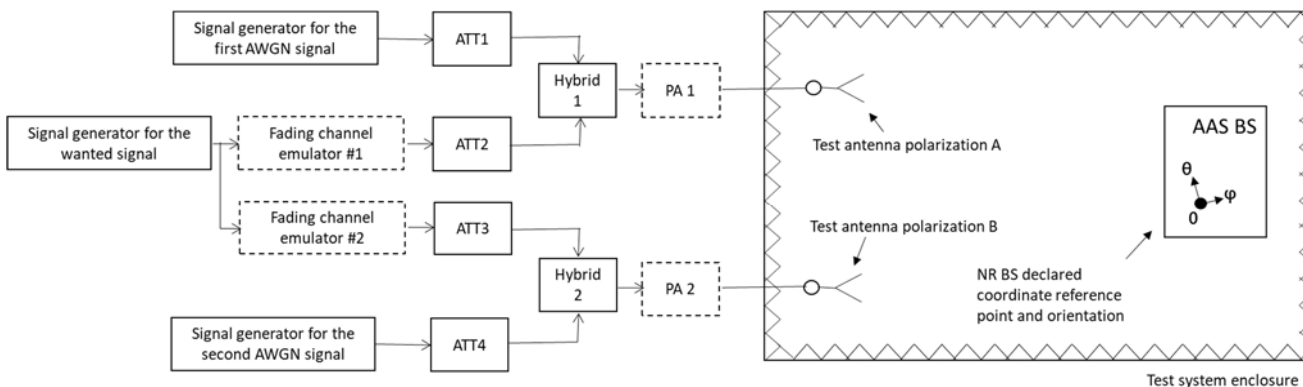 Signal generator for the
the first AWGN signal
ATT1
Hybrid
1
PA 1
Signal generator for the
wanted signal
Fading channel
emulator #1
ATT2
Test antenna polarization A
AAS BS
θ
φ
0
Fading channel
emulator #2
ATT3
Test antenna polarization B
Hybrid
2
PA 2
NR BS declared
coordinate reference
point and orientation
Signal generator for the
second AWGN signal
ATT4
Test system enclosure